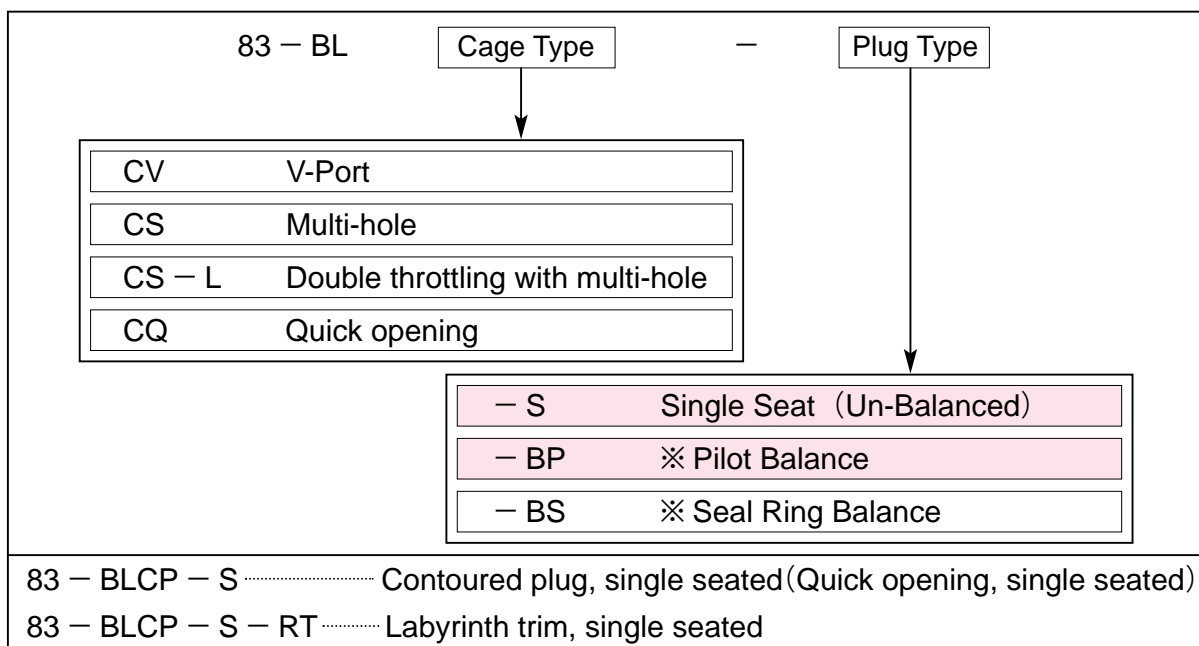 83 − BL Cage Type − Plug Type
CV V-Port
CS Multi-hole
CS − L Double throttling with multi-hole
CQ Quick opening
− S Single Seat（Un-Balanced）
− BP ※ Pilot Balance
− BS ※ Seal Ring Balance
83 − BLCP − S ················ Contoured plug, single seated（Quick opening, single seated）
83 − BLCP − S − RT ·········· Labyrinth trim, single seated